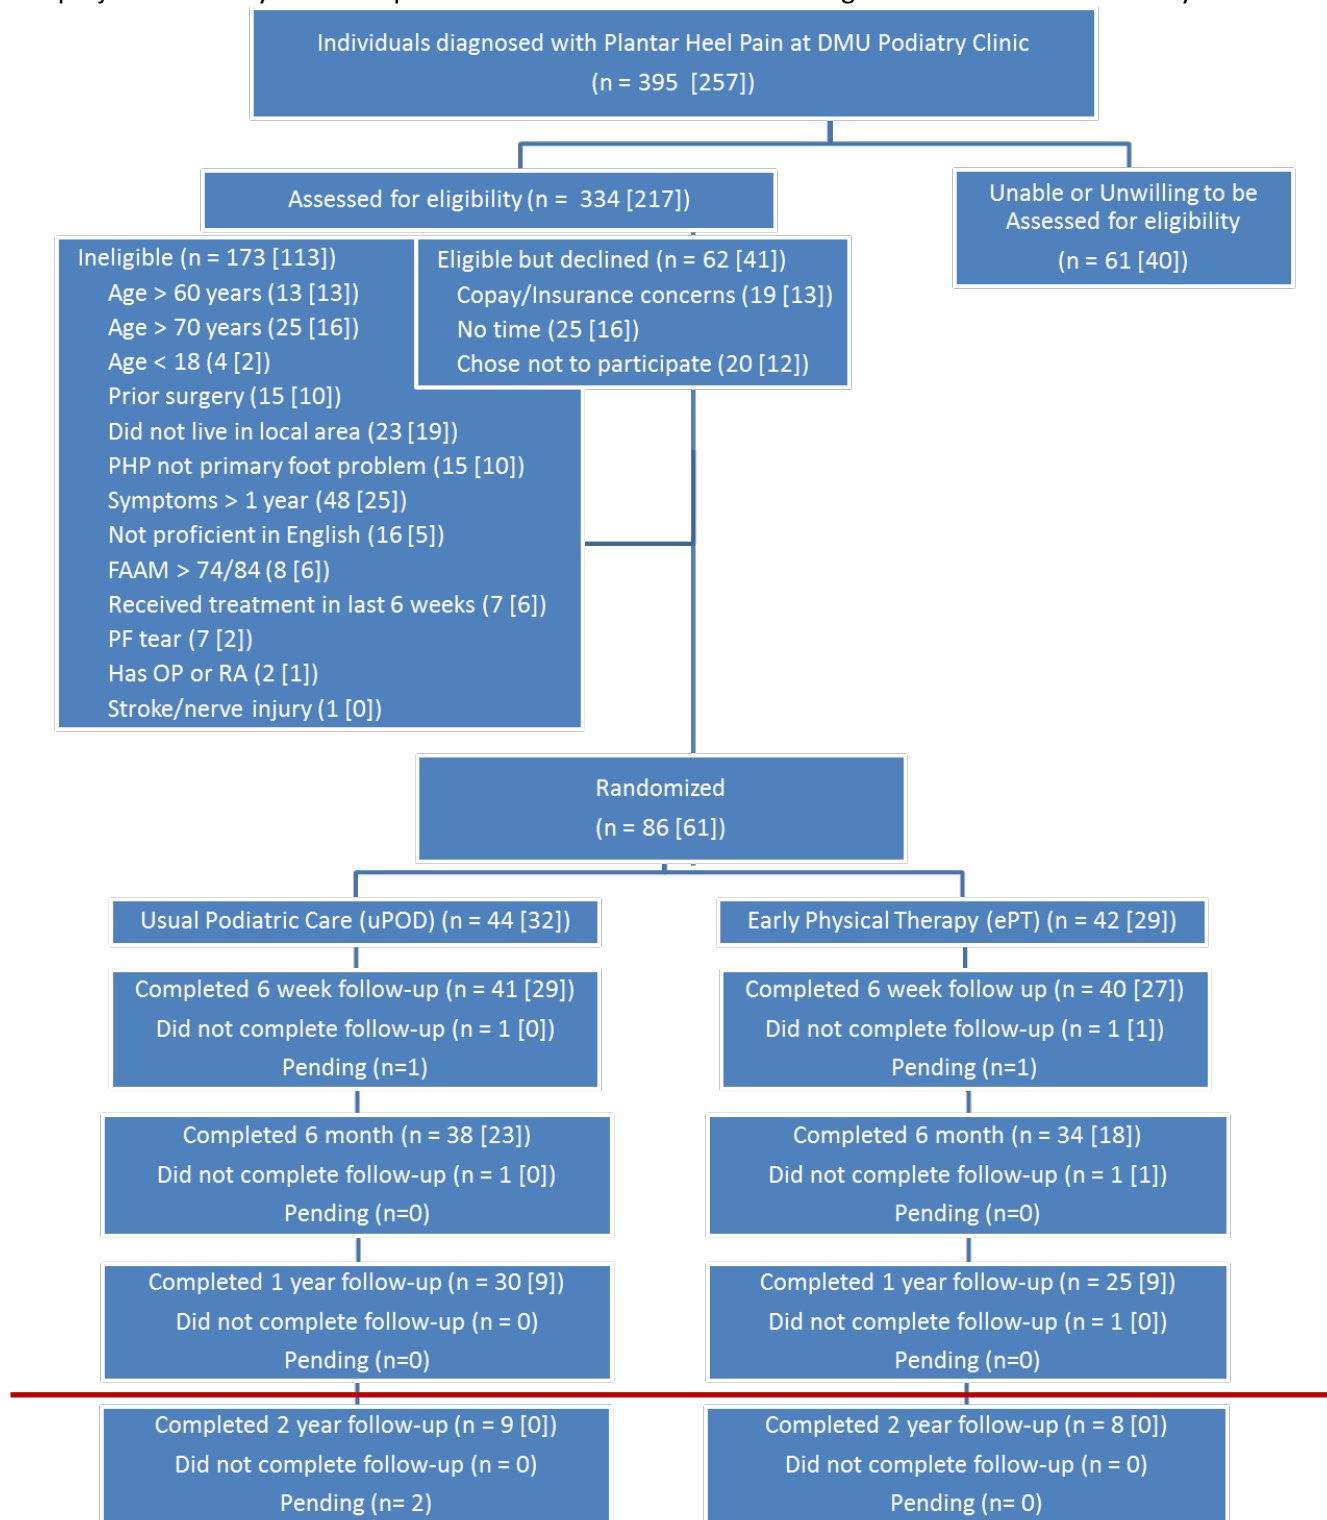 Individuals diagnosed with Plantar Heel Pain at DMU Podiatry Clinic
(n = 395 [257])
Assessed for eligibility (n = 334 [217])
Unable or Unwilling to be
Assessed for eligibility
(n = 61 [40])
Ineligible (n = 173 [113])
Age > 60 years (13 [13])
Age > 70 years (25 [16])
Age < 18 (4 [2])
Prior surgery (15 [10])
Did not live in local area (23 [19])
PHP not primary foot problem (15 [10])
Symptoms > 1 year (48 [25])
Not proficient in English (16 [5])
FAAM > 74/84 (8 [6])
Received treatment in last 6 weeks (7 [6])
PF tear (7 [2])
Has OP or RA (2 [1])
Stroke/nerve injury (1 [0])
Eligible but declined (n = 62 [41])
Copay/Insurance concerns (19 [13])
No time (25 [16])
Chose not to participate (20 [12])
Randomized
(n = 86 [61])
Usual Podiatric Care (uPOD) (n = 44 [32])
Completed 6 week follow-up (n = 41 [29])
Did not complete follow-up (n = 1 [0])
Pending (n=1)
Completed 6 month (n = 38 [23])
Did not complete follow-up (n = 1 [0])
Pending (n=0)
Completed 1 year follow-up (n = 30 [9])
Did not complete follow-up (n = 0)
Pending (n=0)
Completed 2 year follow-up (n = 9 [0])
Did not complete follow-up (n = 0)
Pending (n= 2)
Early Physical Therapy (ePT) (n = 42 [29])
Completed 6 week follow up (n = 40 [27])
Did not complete follow-up (n = 1 [1])
Pending (n=1)
Completed 6 month (n = 34 [18])
Did not complete follow-up (n = 1 [1])
Pending (n=0)
Completed 1 year follow-up (n = 25 [9])
Did not complete follow-up (n = 1 [0])
Pending (n=0)
Completed 2 year follow-up (n = 8 [0])
Did not complete follow-up (n = 0)
Pending (n= 0)